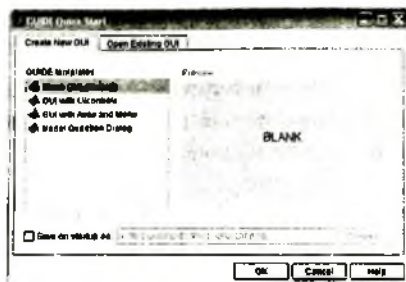 GUIDE Quick Start
Create New GUI
Open Existing GUI
GUIDE templates
Preview
GUI with Uicontrols
GUI with Axes and Menu
Modal Question Dialog
BLANK
Save on startup as:
OK
Cancel
Help